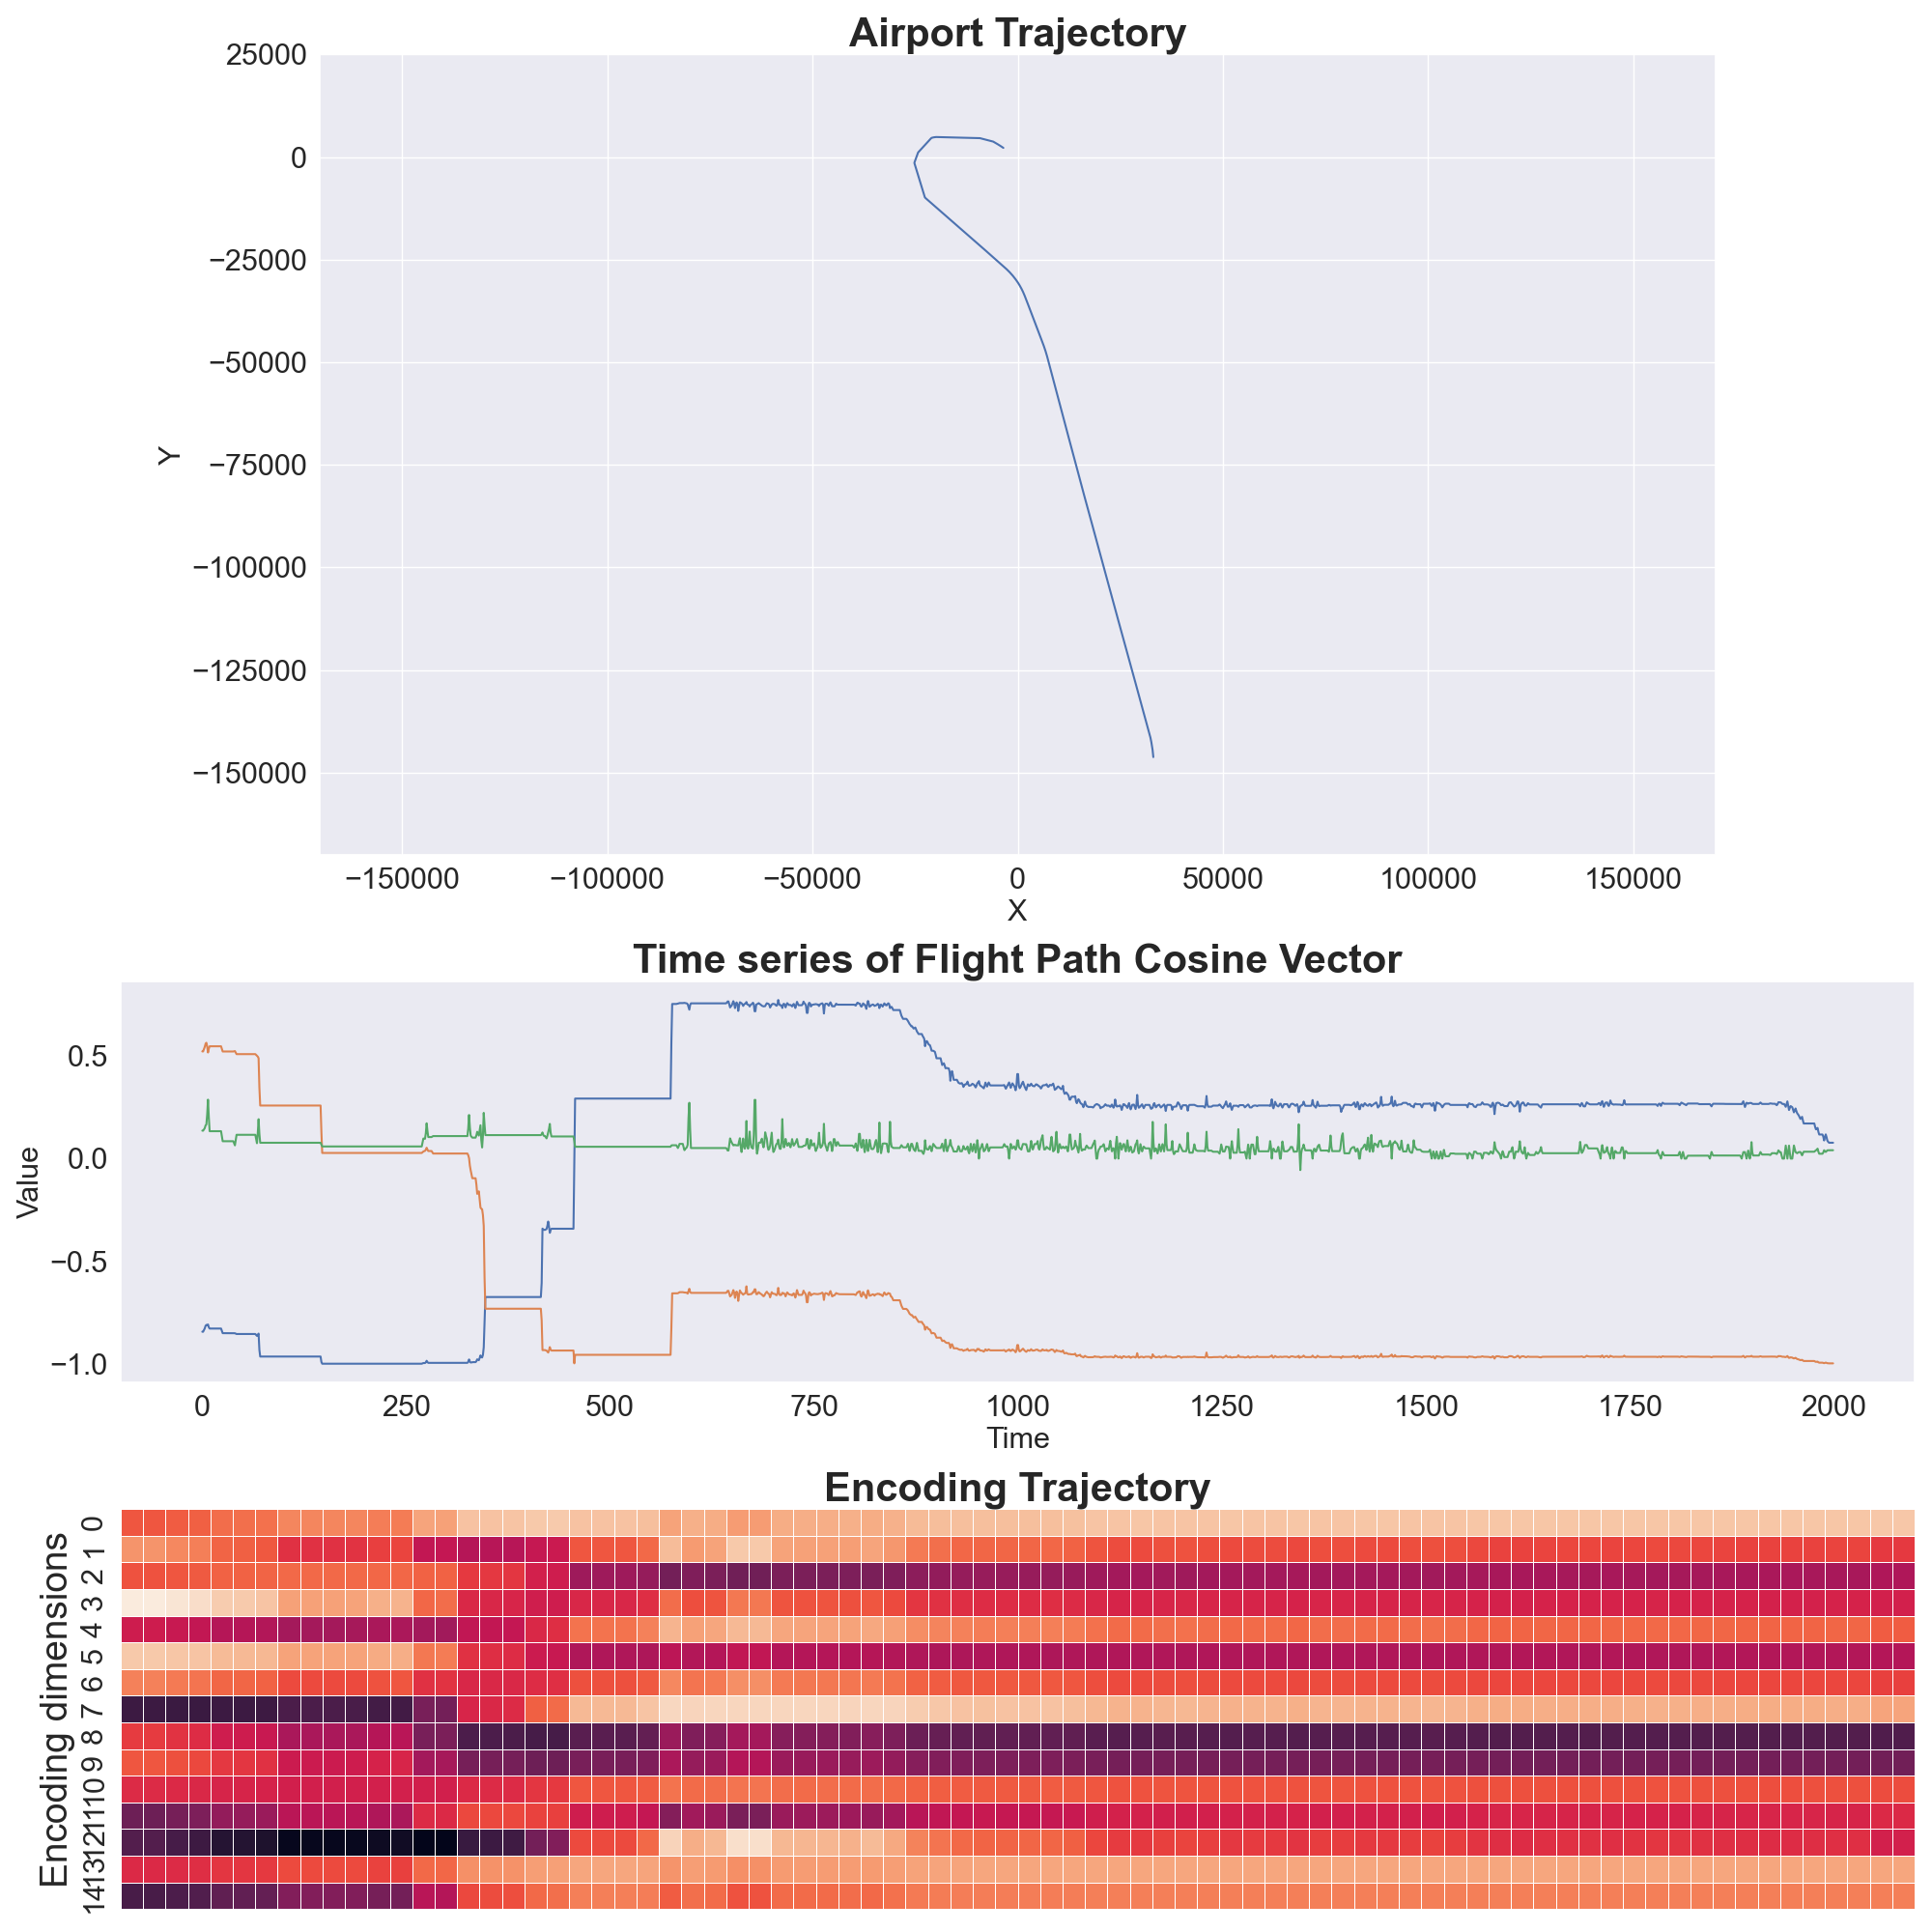 Airport Trajectory
25000
0
−25000
−50000
−75000
−100000
−125000
−150000
Y
−150000 −100000 −50000 0 50000 100000 150000
X
Time series of Flight Path Cosine Vector
0.5
0.0
−0.5
−1.0
Value
0 250 500 750 1000 1250 1500 1750 2000
Time
Encoding Trajectory
Encoding dimensions
0
1
2
3
4
5
6
7
8
9
10
11
12
13
14